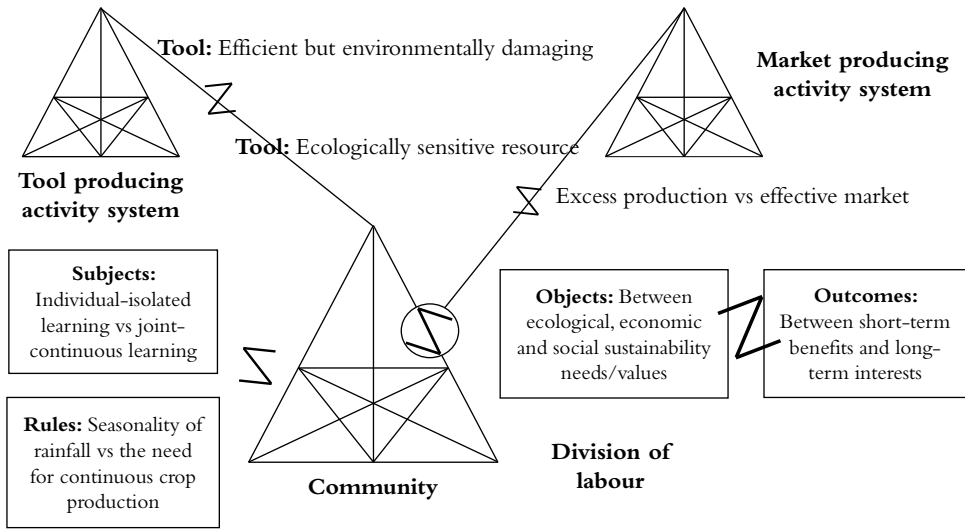 Tool: Efficient but environmentally damaging
Market producing
activity system
Tool: Ecologically sensitive resource
Tool producing
activity system
Excess production vs effective market
Subjects:
Individual-isolated
learning vs joint-
continuous learning
Objects: Between
ecological, economic
and social sustainability
needs/values
Outcomes:
Between short-term
benefits and long-
term interests
Rules: Seasonality of
rainfall vs the need
for continuous crop
production
Community
Division of
labour